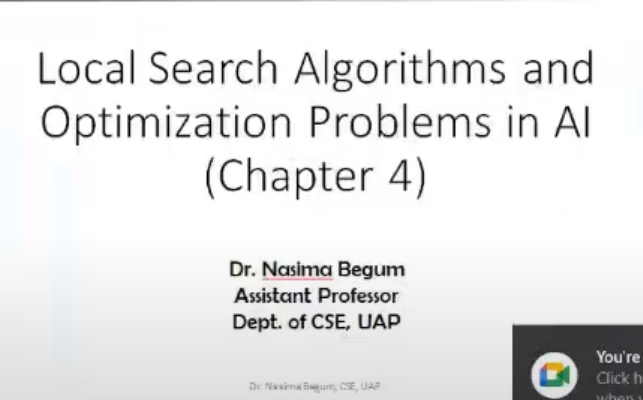 Local Search Algorithms and
Optimization Problems in AI
(Chapter 4)
Dr. Nasima Begum
Assistant Professor
Dept. of CSE, UAP
Dr. Nasima Begum, CSE, UAP
You're
Click h
when